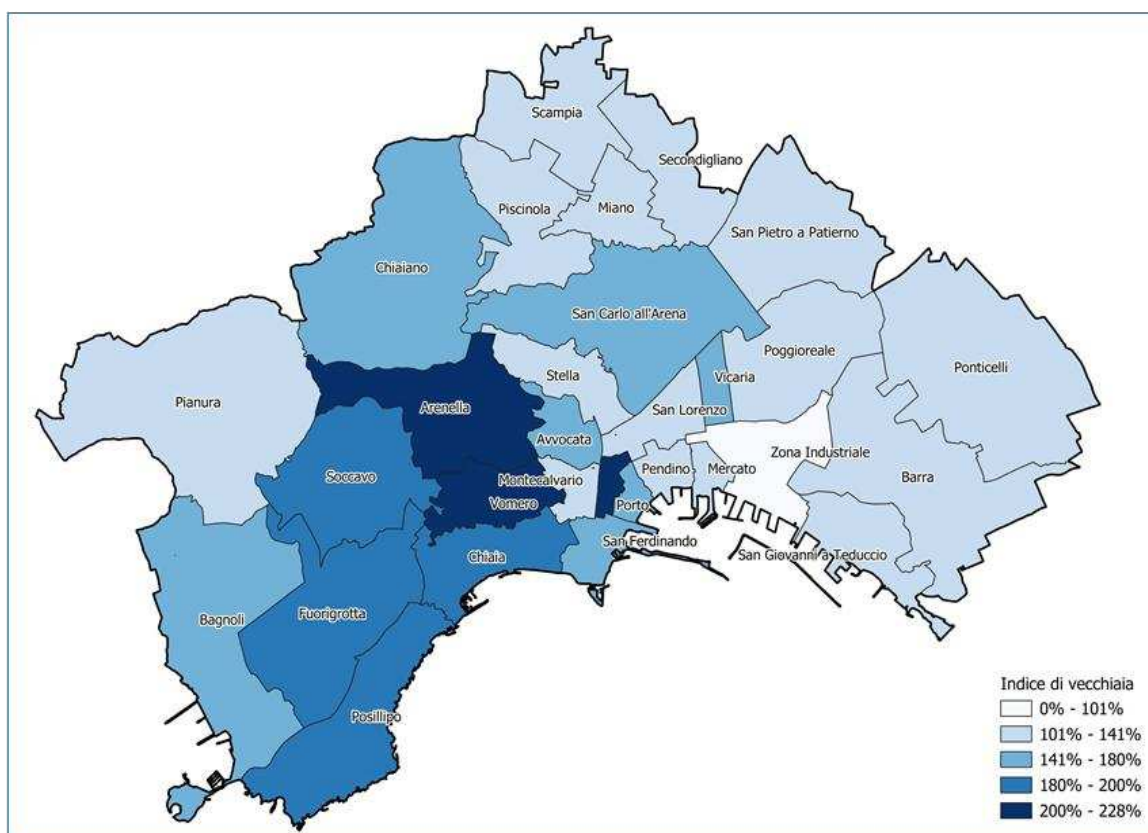 Scampia
Secondigliano
Piscinola
Miano
San Pietro a Patierno
Chiaiano
San Carlo all'Arena
Poggioreale
Ponticelli
Stella
Vicaria
Pianura
Arenella
San Lorenzo
Avvocata
Zona Industriale
Soccavo
Pendino
Mercato
Barra
Montecalvario
Vomero
Porto
San Ferdinando
Chiaia
San Giovanni a Teduccio
Bagnoli
Fuorigrotta
Posillipo
Indice di vecchiaia
0% - 101%
101% - 141%
141% - 180%
180% - 200%
200% - 228%